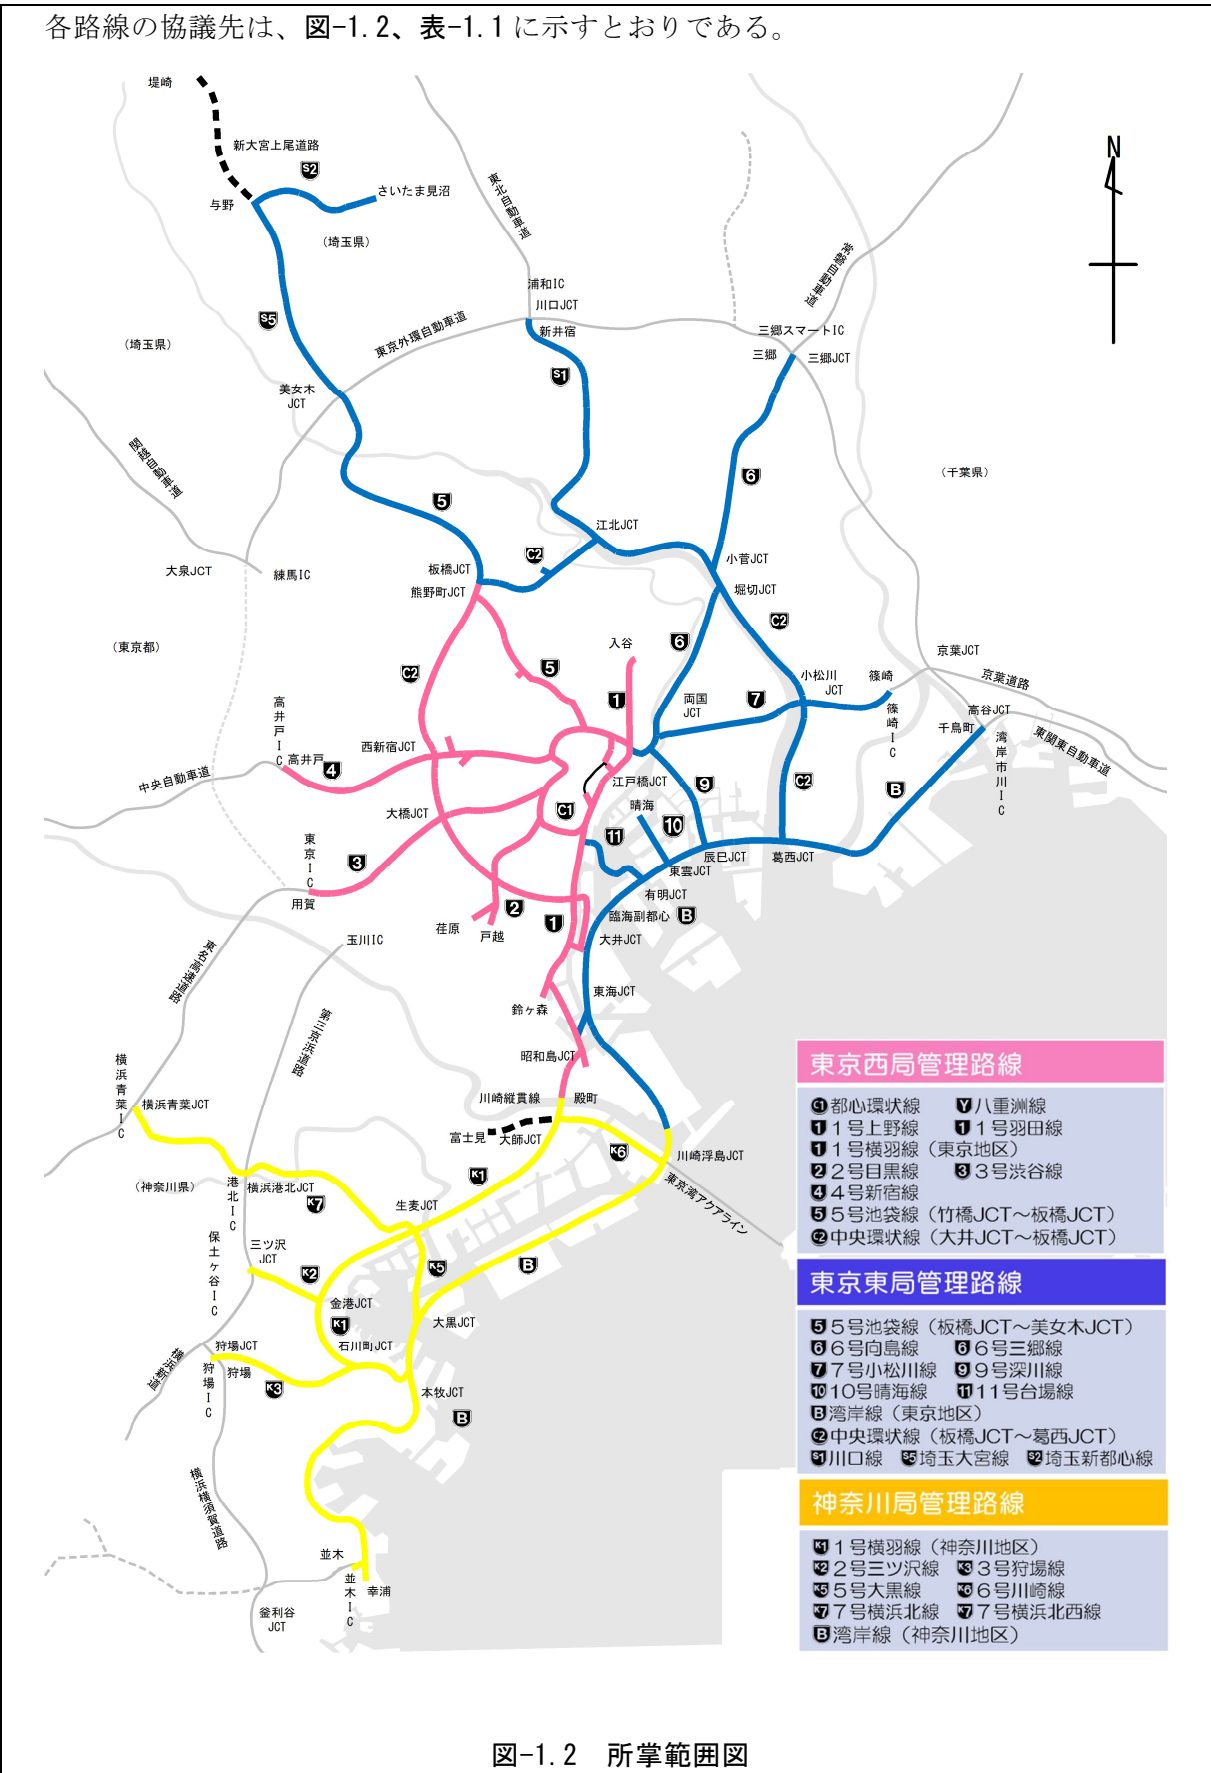 各路線の協議先は、図-1.2、表-1.1に示すとおりである。
堤崎
新大宮上尾道路
S2
さいたま見沼
与野
（埼玉県）
東北自動車道
N
常磐自動車道
浦和IC
川口JCT
S5
新井宿
三郷スマートIC
東京外環自動車道
三郷
三郷JCT
（埼玉県）
S1
美女木
JCT
関越自動車道
6
（千葉県）
5
江北JCT
C2
小菅JCT
板橋JCT
大泉JCT
練馬IC
熊野町JCT
堀切JCT
C2
（東京都）
入谷
6
京葉JCT
C2
5
小松川
JCT
篠崎
京葉道路
高井戸IC
1
両国
JCT
7
篠崎IC
高谷JCT
千鳥町
湾岸市川IC
東関東自動車道
西新宿JCT
高井戸
4
中央自動車道
江戸橋JCT
9
C2
B
大橋JCT
C1
晴海
10
東京IC
11
3
辰巳JCT
葛西JCT
東雲JCT
有明JCT
用賀
2
1
臨海副都心
B
荏原
戸越
大井JCT
玉川IC
東名高速道路
東海JCT
鈴ヶ森
第三京浜道路
昭和島JCT
横浜青葉IC
横浜青葉JCT
川崎縦貫線
殿町
富士見
大師JCT
K6
川崎浮島JCT
K1
東京湾アクアライン
（神奈川県）
港北IC
横浜港北JCT
K7
生麦JCT
保土ヶ谷IC
三ツ沢
JCT
K2
K5
B
金港JCT
K1
大黒JCT
石川町JCT
狩場JCT
横浜新道
狩場IC
狩場
K3
本牧JCT
B
横浜横須賀道路
並木
並木IC
幸浦
釜利谷
JCT
東京西局管理路線
C1都心環状線 Y八重洲線
1 1号上野線 1 1号羽田線
1 1号横羽線（東京地区）
2 2号目黒線 3 3号渋谷線
4 4号新宿線
5 5号池袋線（竹橋JCT～板橋JCT）
C2中央環状線（大井JCT～板橋JCT）
東京東局管理路線
5 5号池袋線（板橋JCT～美女木JCT）
6 6号向島線 6 6号三郷線
7 7号小松川線 9 9号深川線
10 10号晴海線 11 11号台場線
B湾岸線（東京地区）
C2中央環状線（板橋JCT～葛西JCT）
S1川口線 S5埼玉大宮線 S2埼玉新都心線
神奈川局管理路線
K1 1号横羽線（神奈川地区）
K2 2号三ツ沢線 K3 3号狩場線
K5 5号大黒線 K6 6号川崎線
K7 7号横浜北線 K7 7号横浜北西線
B湾岸線（神奈川地区）
図-1.2　所掌範囲図